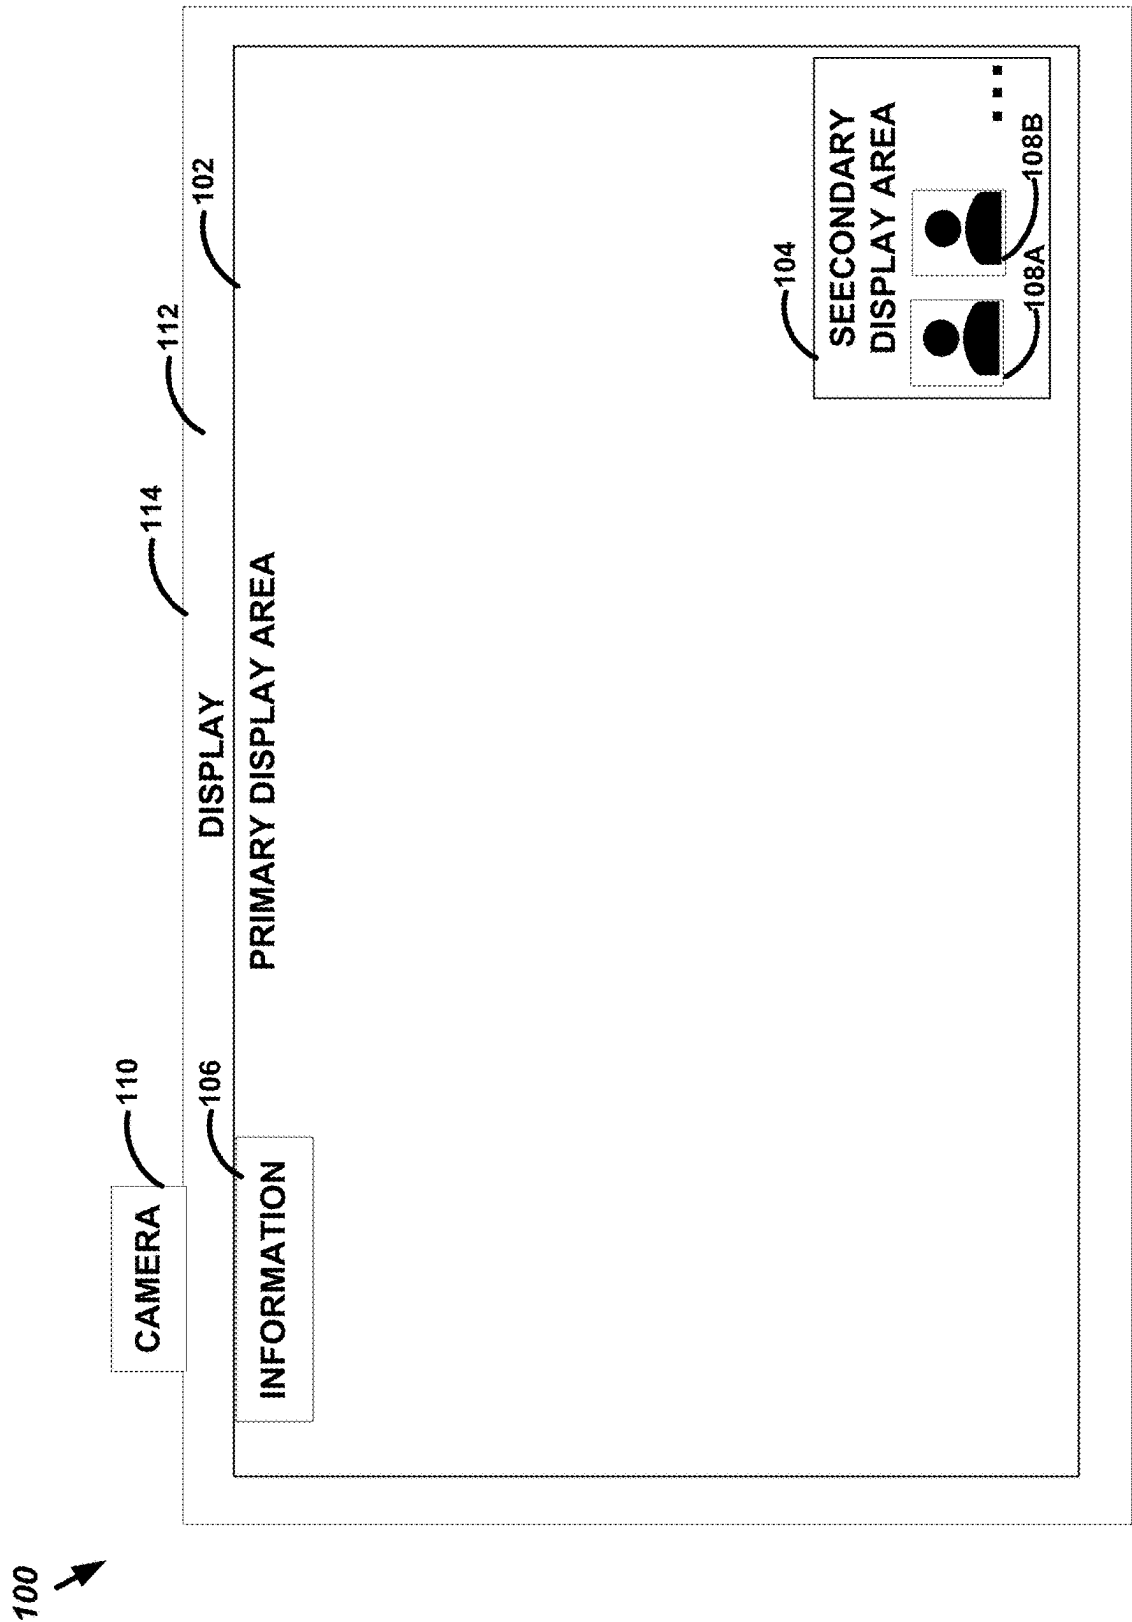 100
CAMERA
110
114
112
DISPLAY
102
106
INFORMATION
PRIMARY DISPLAY AREA
104
SEECONDARY
DISPLAY AREA
108A
108B